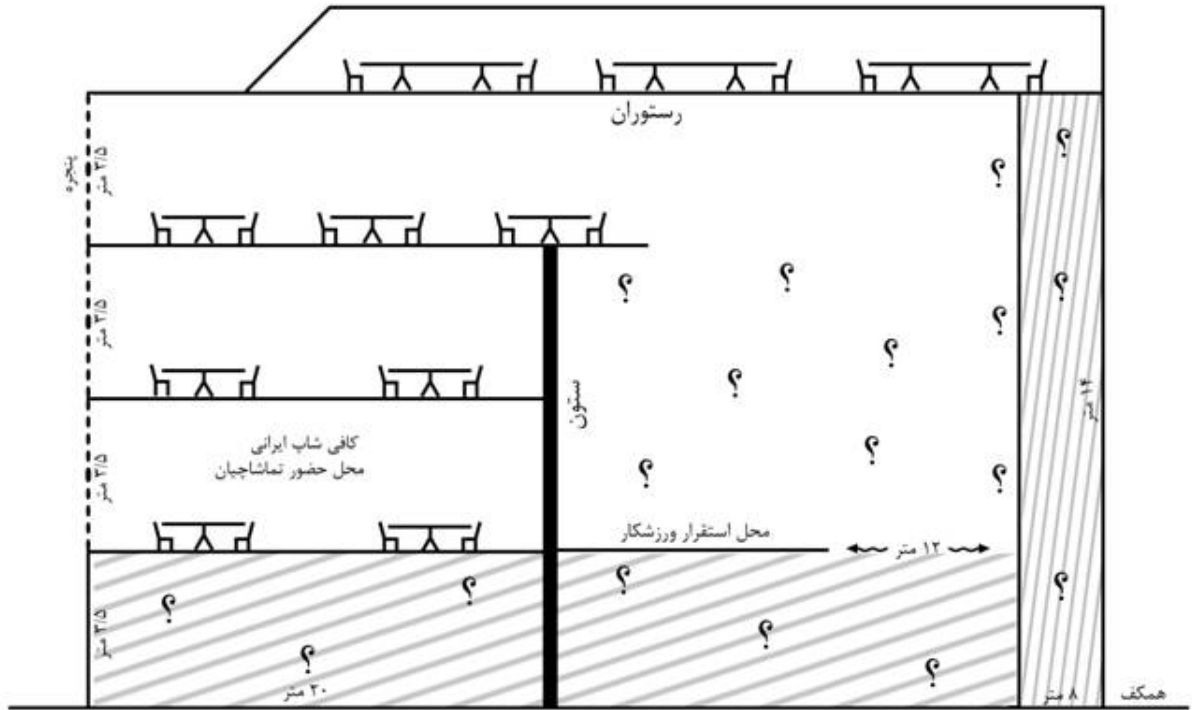 رستوران
پنجره
۳/۵ متر
؟
؟
؟
؟
؟
۳/۵ متر
؟
؟
؟
ستون
۱۴ متر
کافی شاپ ایرانی
محل حضور تماشاچیان
۳/۵ متر
؟
؟
؟
محل استقرار ورزشکار
۱۲ متر
؟
؟
؟
؟
۳/۵ متر
؟
؟
؟
۲۰ متر
۸ متر
همکف